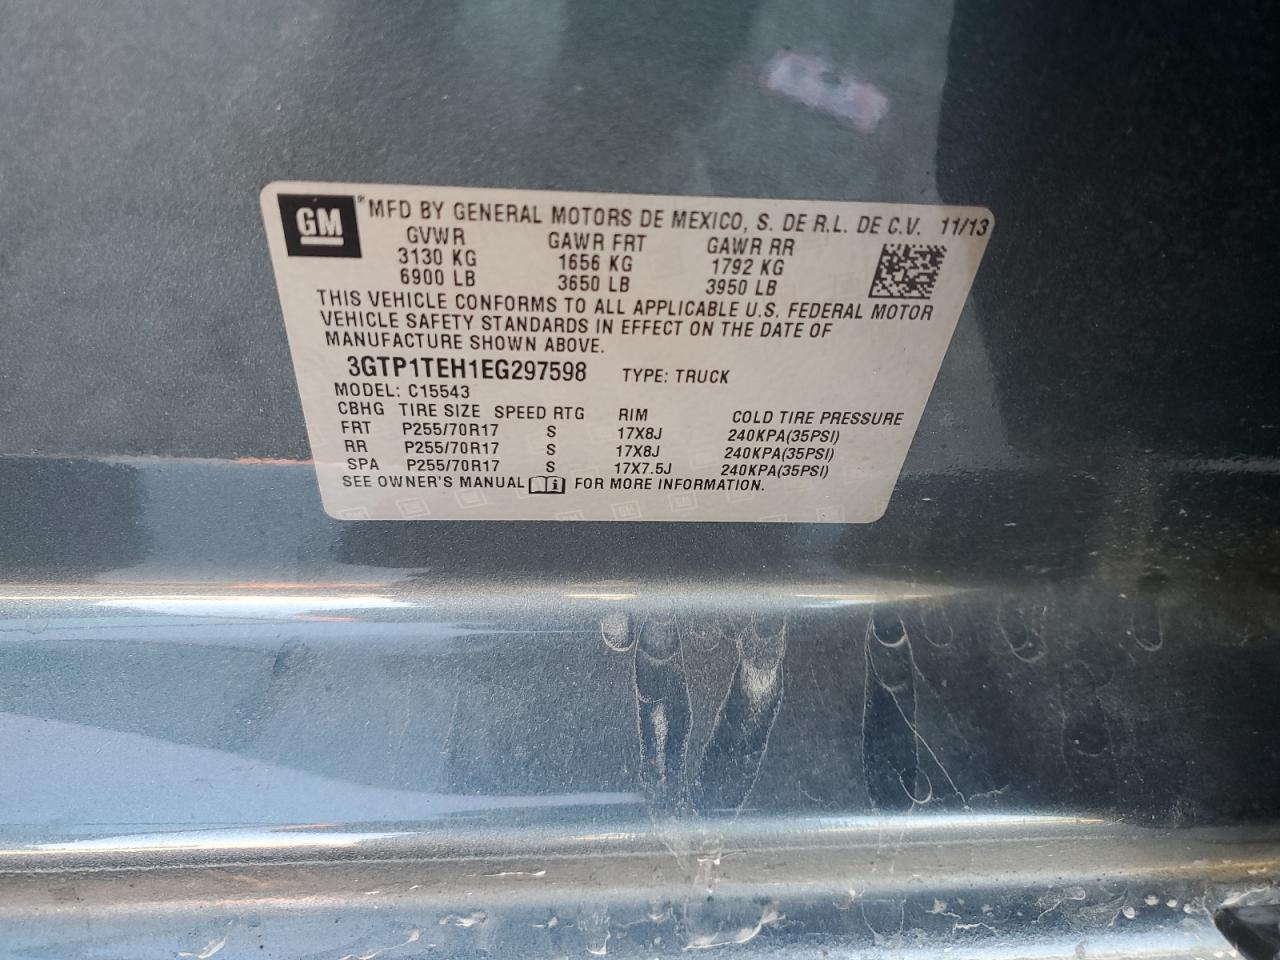 GM ® MFD BY GENERAL MOTORS DE MEXICO, S. DE R.L. DE C.V. 11/13
GVWR GAWR FRT GAWR RR
3130 KG 1656 KG 1792 KG
6900 LB 3650 LB 3950 LB
THIS VEHICLE CONFORMS TO ALL APPLICABLE U.S. FEDERAL MOTOR
VEHICLE SAFETY STANDARDS IN EFFECT ON THE DATE OF
MANUFACTURE SHOWN ABOVE.
3GTP1TEH1EG297598 TYPE: TRUCK
MODEL: C15543
CBHG TIRE SIZE SPEED RTG RIM COLD TIRE PRESSURE
FRT P255/70R17 S 17X8J 240KPA(35PSI)
RR P255/70R17 S 17X8J 240KPA(35PSI)
SPA P255/70R17 S 17X7.5J 240KPA(35PSI)
SEE OWNER'S MANUAL FOR MORE INFORMATION.